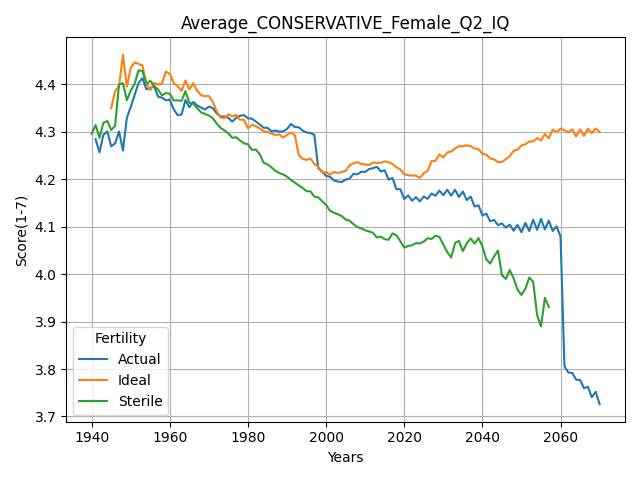 Average_CONSERVATIVE_Female_Q2_IQ
Score(1-7)
4.4
4.3
4.2
4.1
4.0
3.9
3.8
3.7
Fertility
Actual
Ideal
Sterile
1940 1960 1980 2000 2020 2040 2060
Years